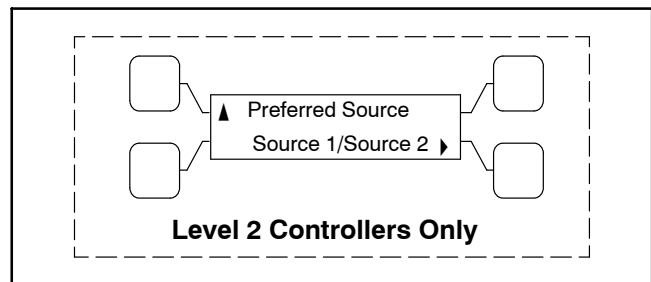 ▲ Preferred Source
Source 1/Source 2 ▶
Level 2 Controllers Only